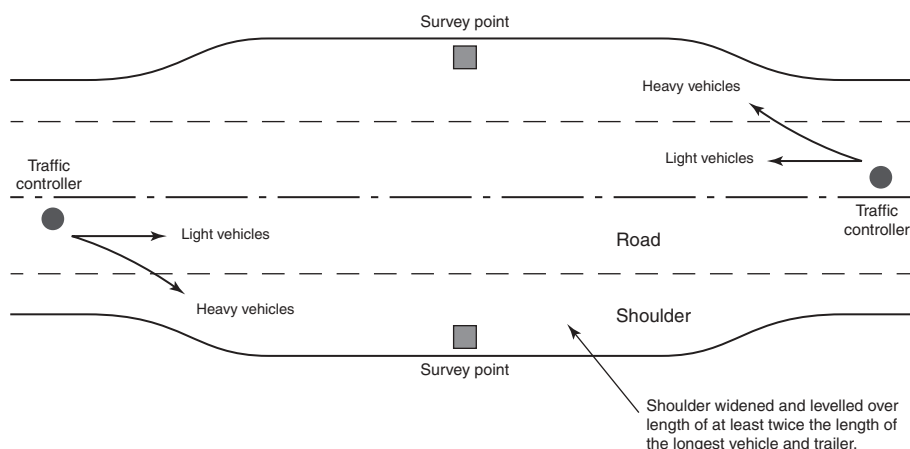 Survey point
Heavy vehicles
Light vehicles
Traffic
controller
Traffic
controller
Light vehicles
Road
Heavy vehicles
Shoulder
Survey point
Shoulder widened and levelled over
length of at least twice the length of
the longest vehicle and trailer.